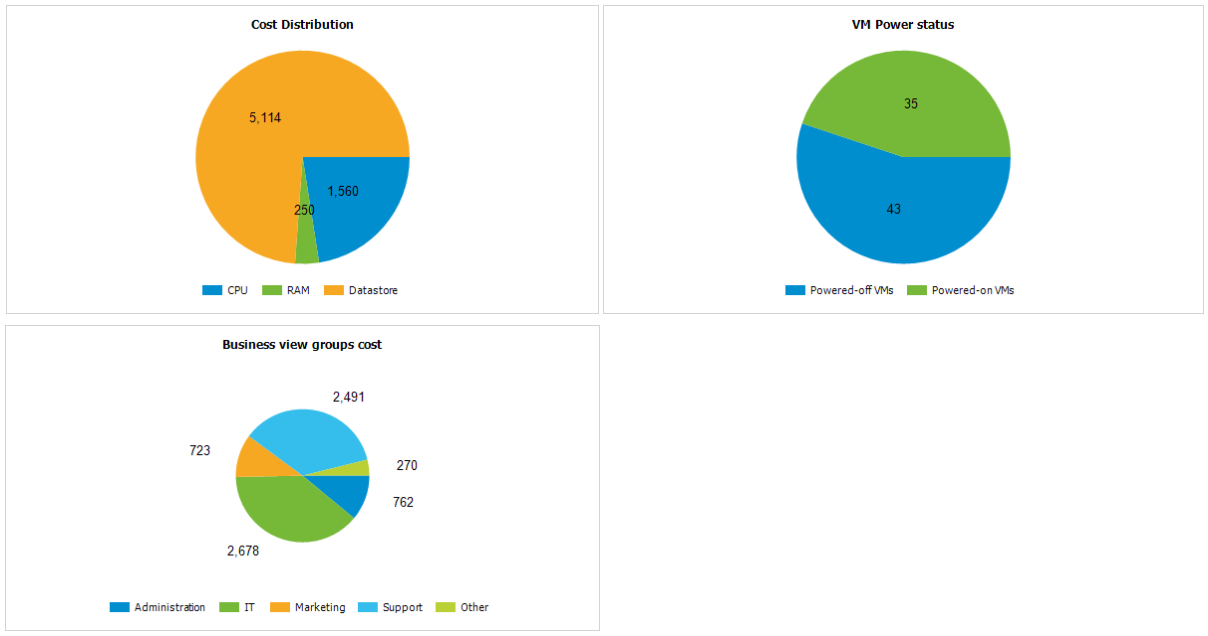 Cost Distribution
5,114
1,560
250
CPU RAM Datastore
VM Power status
35
43
Powered-off VMs Powered-on VMs
Business view groups cost
2,491
723
270
762
2,678
Administration IT Marketing Support Other